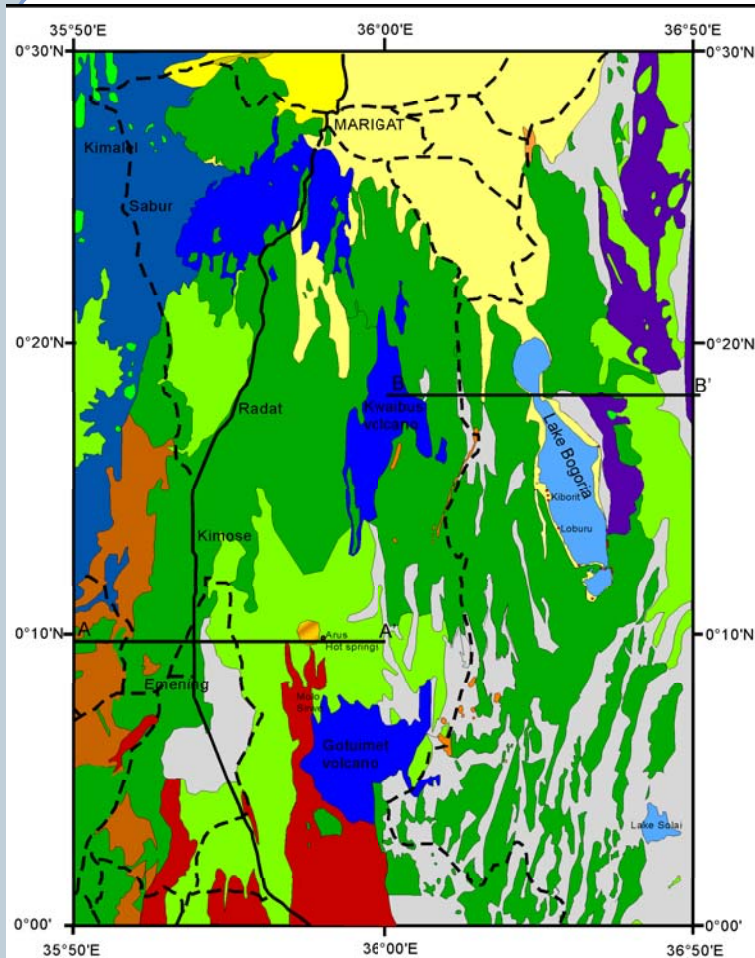 35°50'E 36°00'E 36°50'E
0°30'N 0°30'N
MARIGAT
Sabur
0°20'N 0°20'N
B B'
Radat
volcano
Lake Bogoria
Kiborit
Loburu
Kimose
0°10'N 0°10'N
A A'
Arus
Hot springs
Emening
Molo
Gotuimet
volcano
Lake Solai
0°00' 0°00'
35°50'E 36°00'E 36°50'E